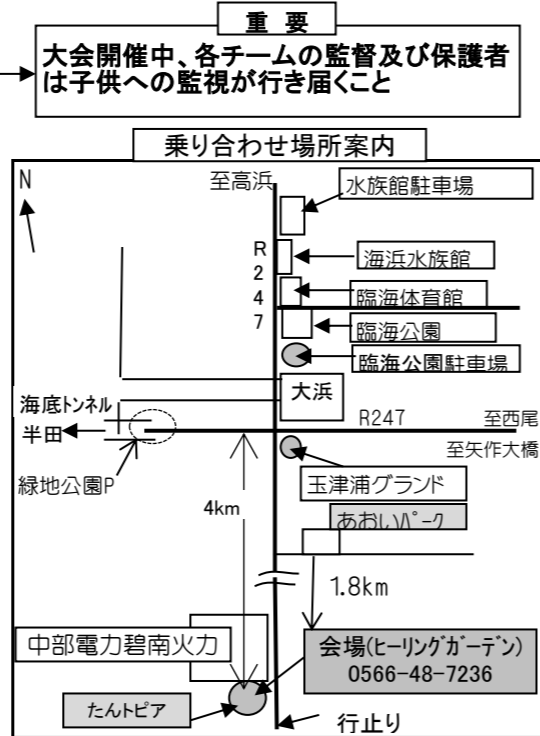 重 要
大会開催中、各チームの監督及び保護者
は子供への監視が行き届くこと
乗り合わせ場所案内
N
至高浜
水族館駐車場
R247
海浜水族館
臨海体育館
臨海公園
臨海公園駐車場
大浜
海底トンネル
R247
至西尾
半田
至矢作大橋
緑地公園P
玉津浦グランド
4km
あおいパーク
1.8km
中部電力碧南火力
会場(ヒーリングガーデン)
0566-48-7236
たんトピア
行止り